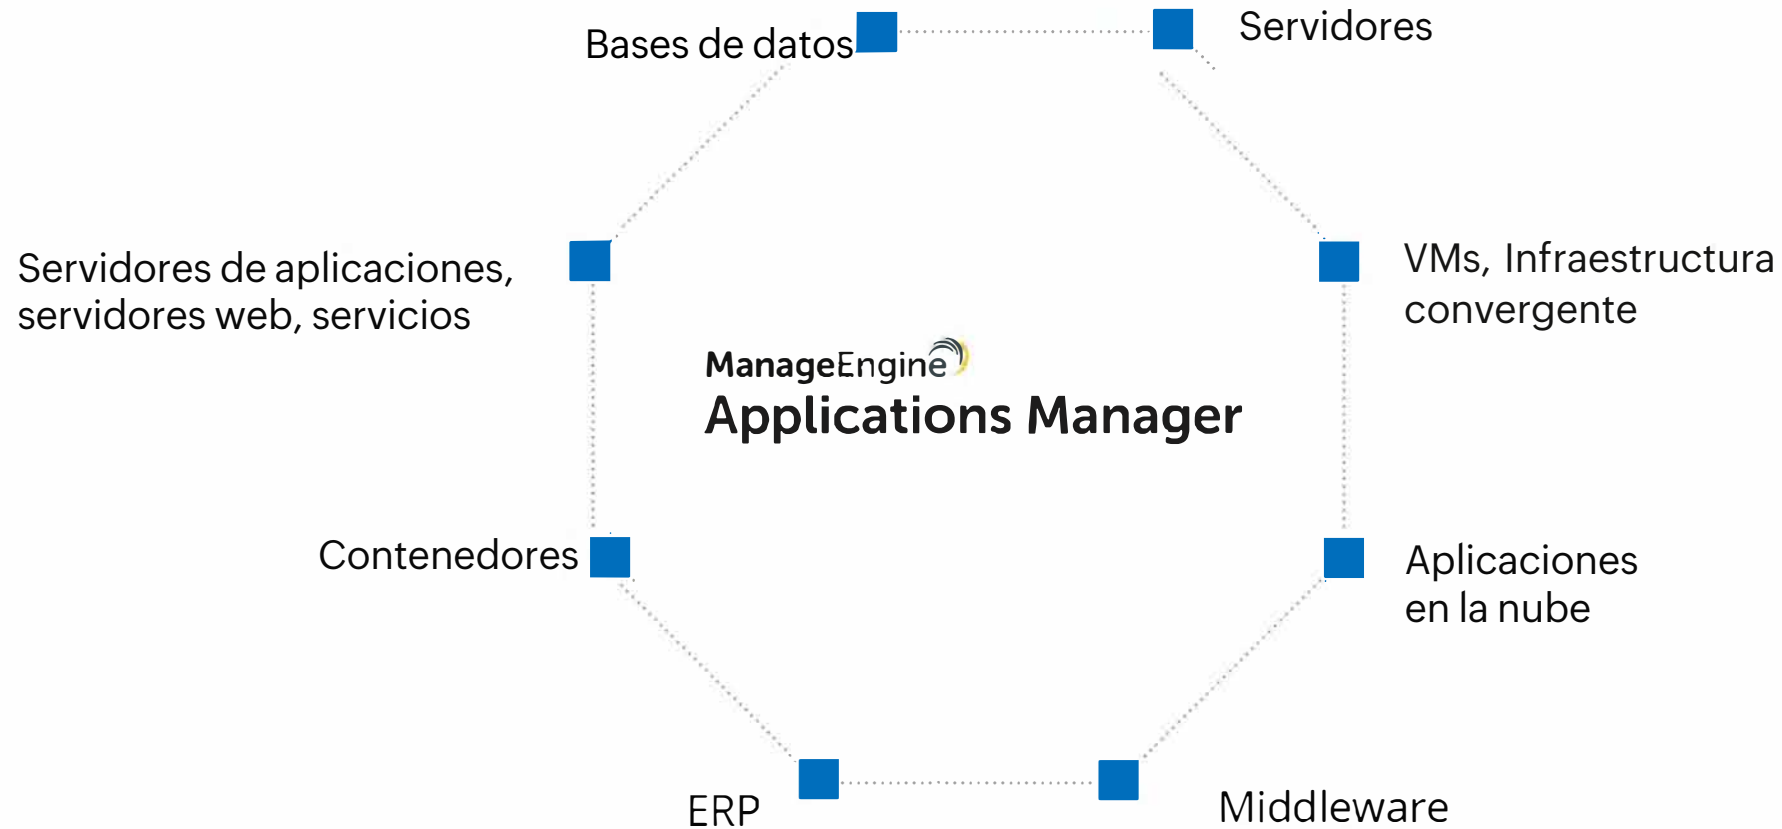 Bases de datos
Servidores
Servidores de aplicaciones,
servidores web, servicios
VMs, Infraestructura
convergente
ManageEngine
Applications Manager
Contenedores
Aplicaciones
en la nube
ERP
Middleware